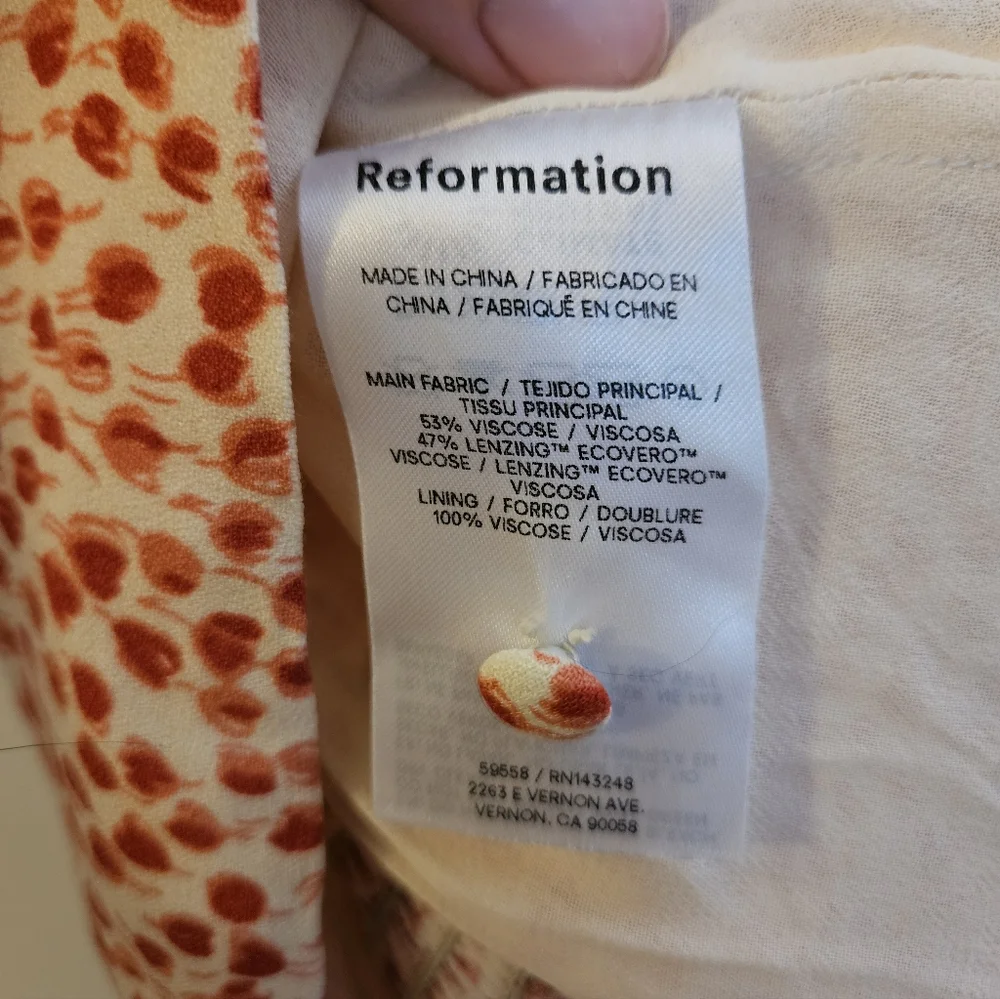 Reformation
MADE IN CHINA / FABRICADO EN
CHINA / FABRIQUÉ EN CHINE
MAIN FABRIC / TEJIDO PRINCIPAL /
TISSU PRINCIPAL
53% VISCOSE / VISCOSA
47% LENZING™ ECOVERO™
VISCOSE / LENZING™ ECOVERO™
VISCOSA
LINING / FORRO / DOUBLURE
100% VISCOSE / VISCOSA
59558 / RN143248
2263 E VERNON AVE.
VERNON, CA 90058